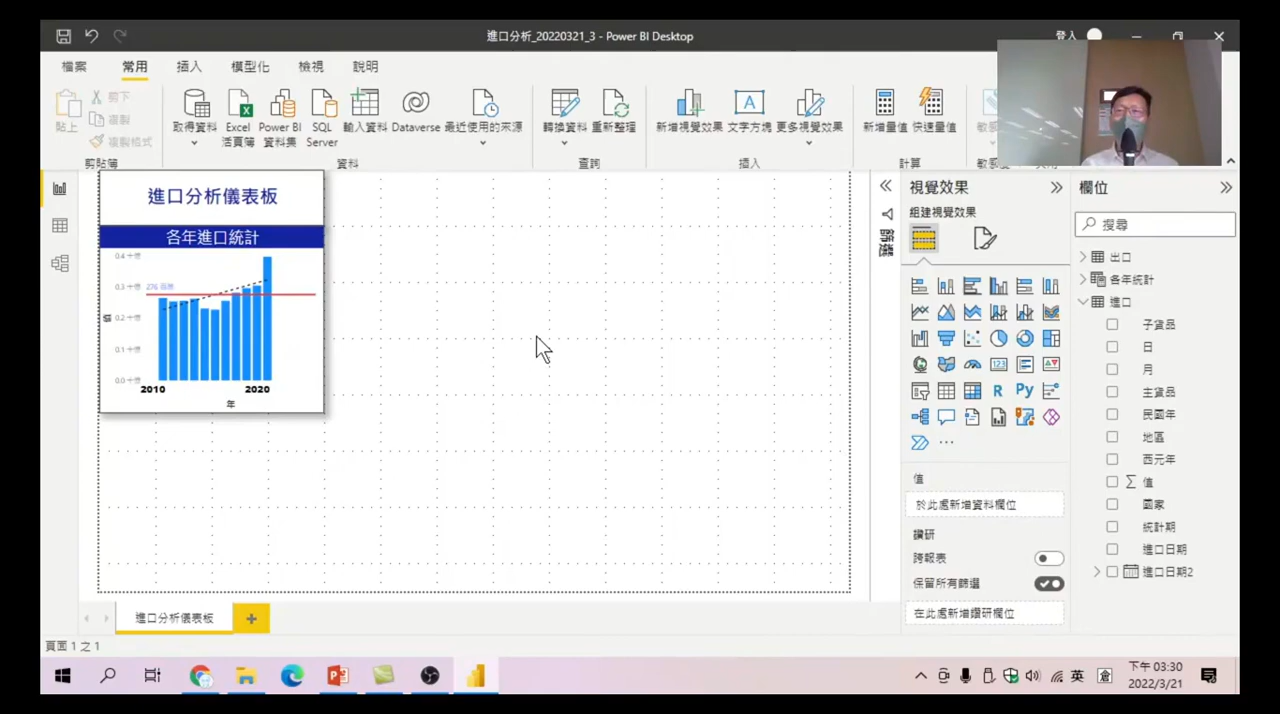 進口分析_20220321_3 - Power BI Desktop
登入
檔案 常用 插入 模型化 檢視 說明
貼上 剪下 複製 複製格式
取得資料 Excel 活頁簿 Power BI 資料集 SQL Server 輸入資料 Dataverse 最近使用的來源
轉換資料 重新整理
新增視覺效果 文字方塊 更多視覺效果
新增量值 快速量值
剪貼簿 資料 查詢 插入 計算
進口分析儀表板
各年進口統計
0.4 十億
0.3 十億
276 百萬
0.2 十億
值
0.1 十億
0.0 十億
2010 2020
年
篩選
視覺效果
組建視覺效果
123
R Py
值
於此處新增資料欄位
鑽研
跨報表
保留所有篩選
在此處新增鑽研欄位
欄位
搜尋
出口
各年統計
進口
子貨品
日
月
主貨品
民國年
地區
西元年
值
國家
統計期
進口日期
進口日期2
進口分析儀表板
頁面 1 之 1
英 倉
下午 03:30
2022/3/21